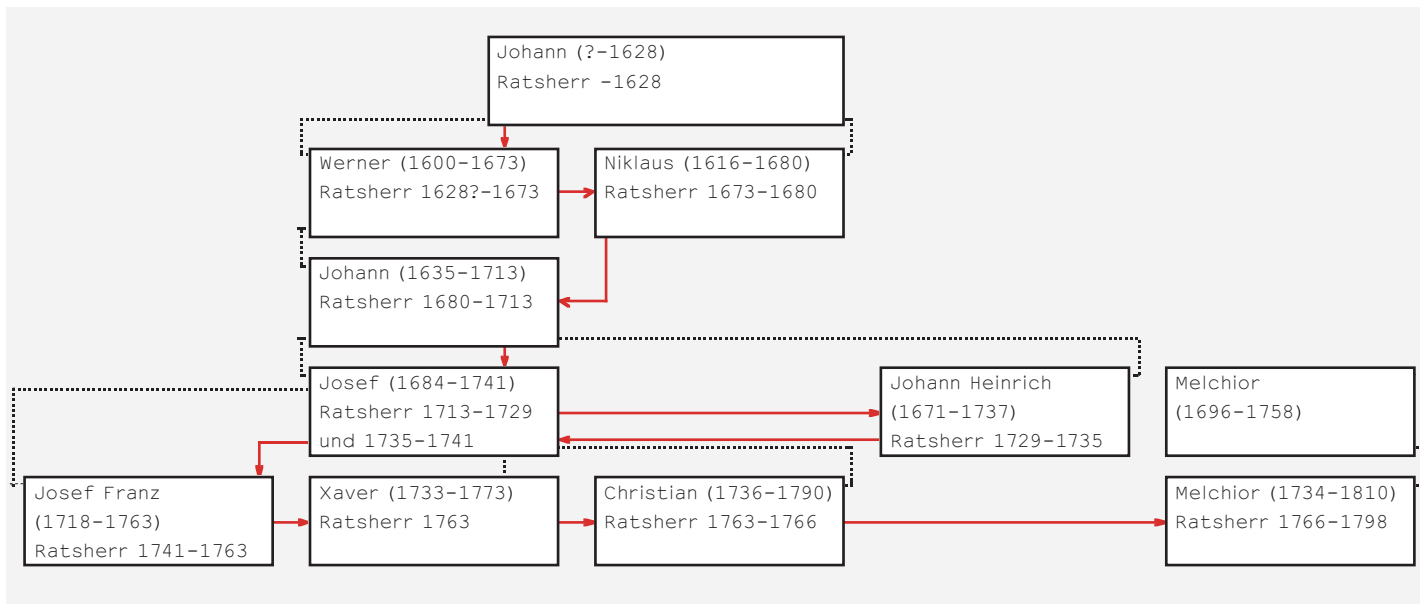 Johann (?-1628)
Ratsherr -1628
Werner (1600-1673)
Ratsherr 1628?-1673
Niklaus (1616-1680)
Ratsherr 1673-1680
Johann (1635-1713)
Ratsherr 1680-1713
Josef (1684-1741)
Ratsherr 1713-1729
und 1735-1741
Johann Heinrich
(1671-1737)
Ratsherr 1729-1735
Melchior
(1696-1758)
Josef Franz
(1718-1763)
Ratsherr 1741-1763
Xaver (1733-1773)
Ratsherr 1763
Christian (1736-1790)
Ratsherr 1763-1766
Melchior (1734-1810)
Ratsherr 1766-1798